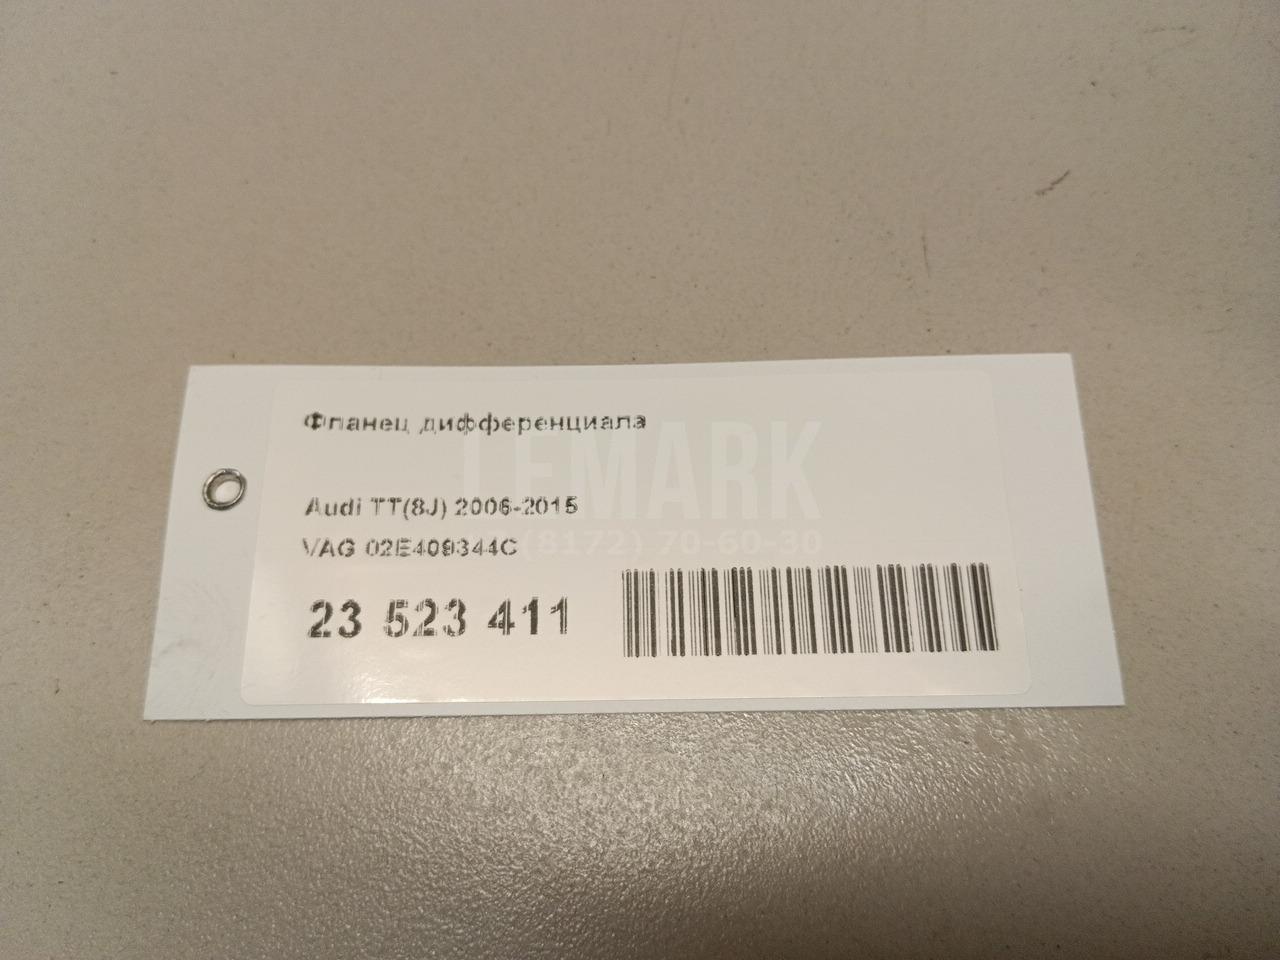 Фланец дифференциала
LEMARK
Audi TT(8J) 2006-2015
VAG 02E409344C
(8172) 70-60-30
23 523 411